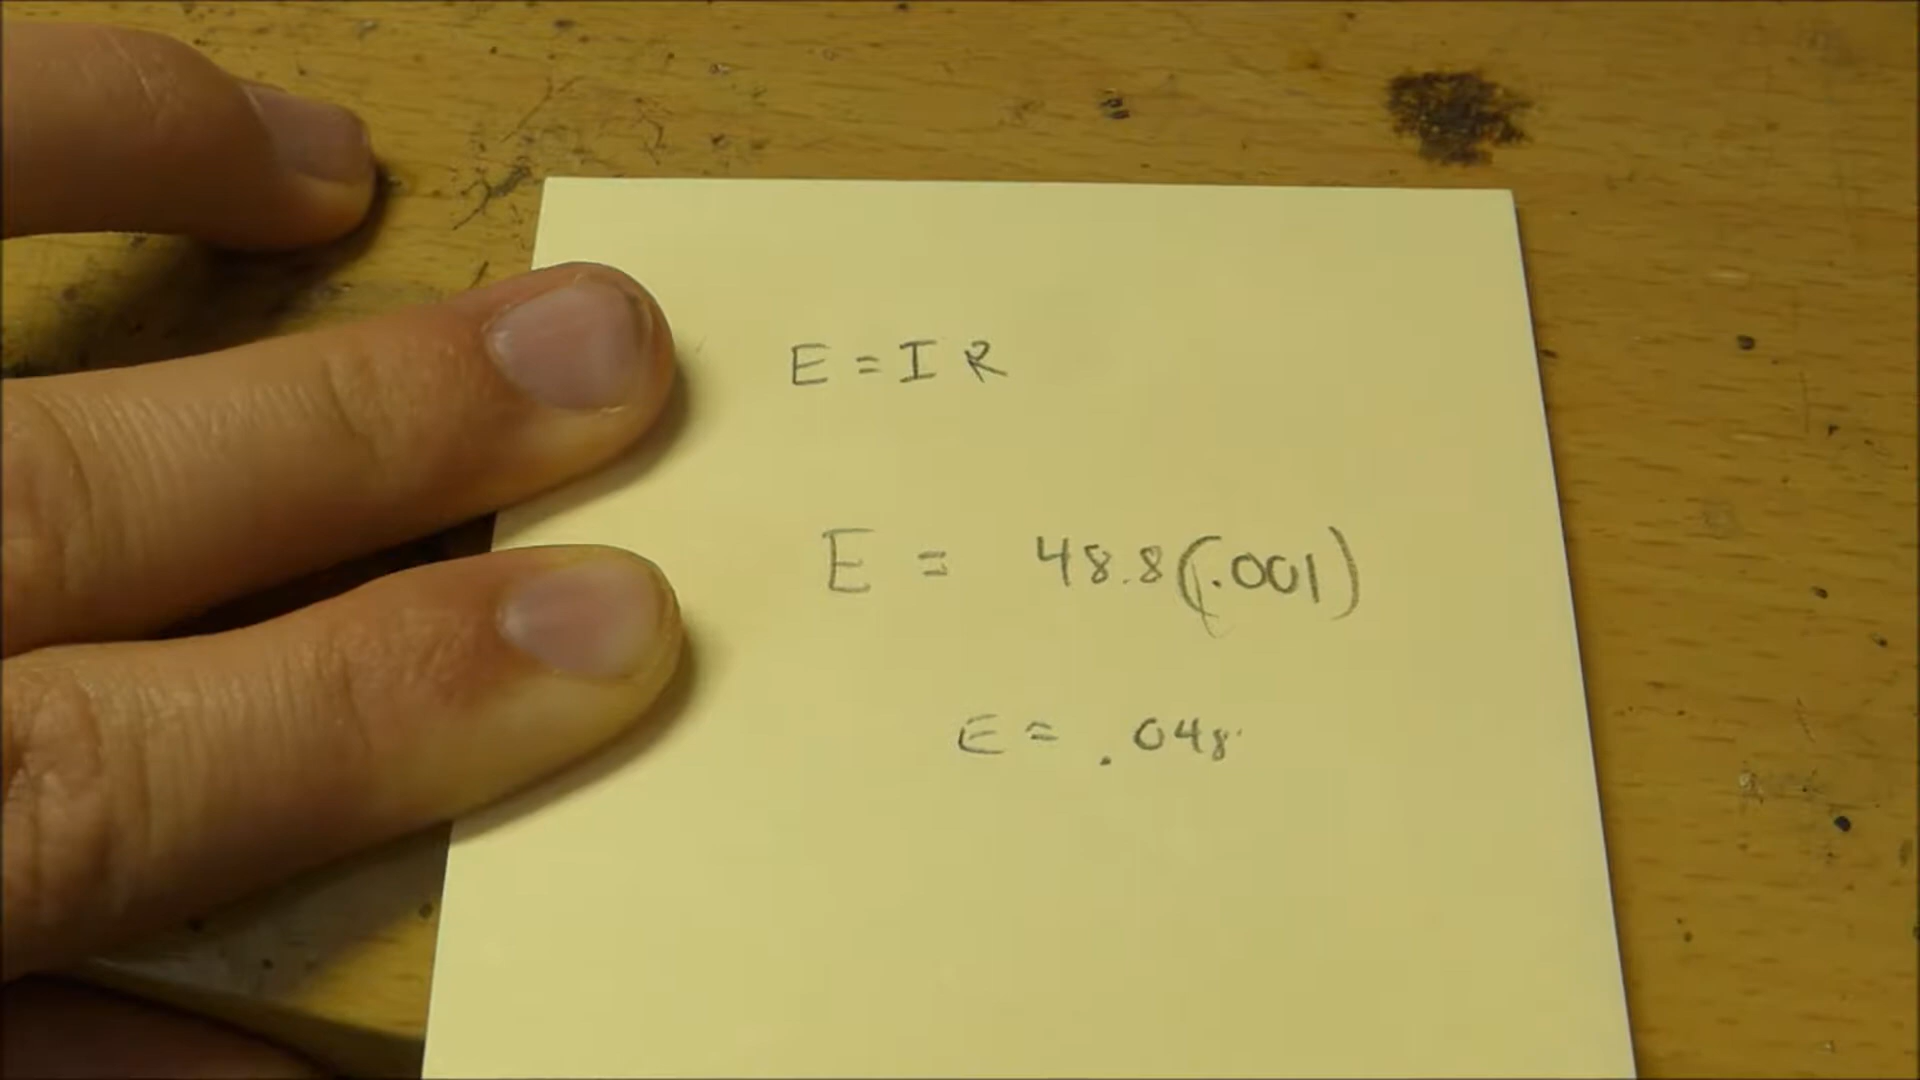 E = I R
E = 48.8(.001)
E = .048